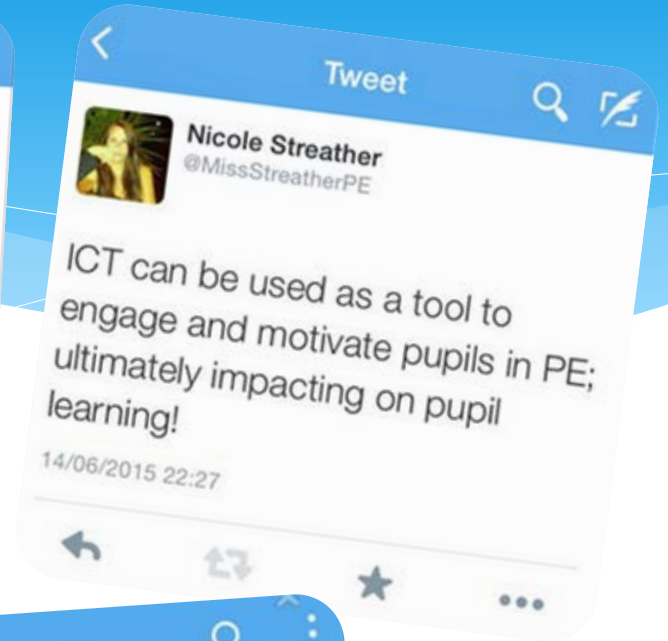 Tweet
Nicole Streather
@MissStreatherPE
ICT can be used as a tool to
engage and motivate pupils in PE;
ultimately impacting on pupil
learning!
14/06/2015 22:27